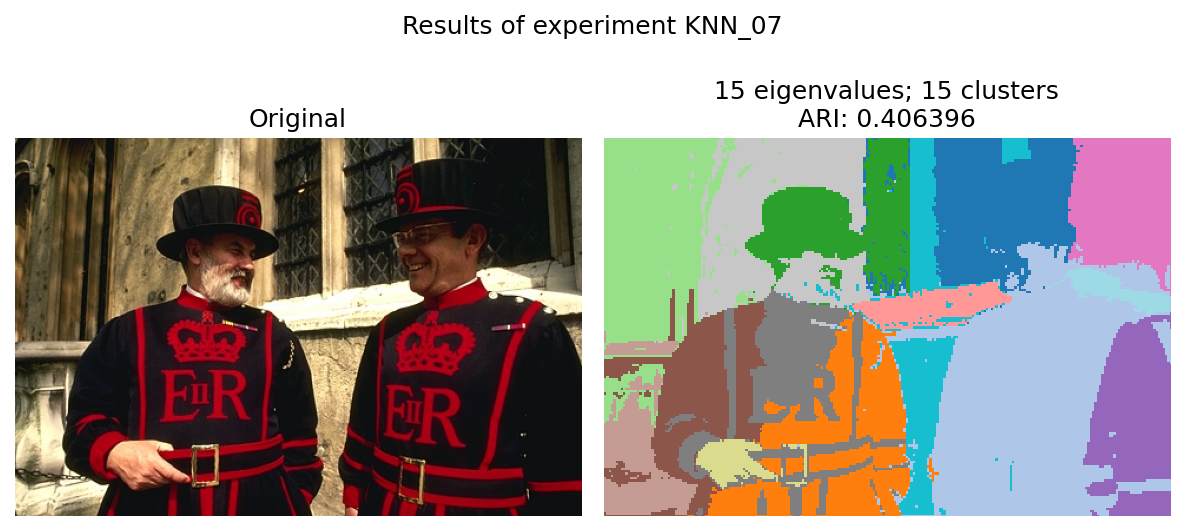 Results of experiment KNN_07
Original
15 eigenvalues; 15 clusters
ARI: 0.406396
EIIR
EIIR